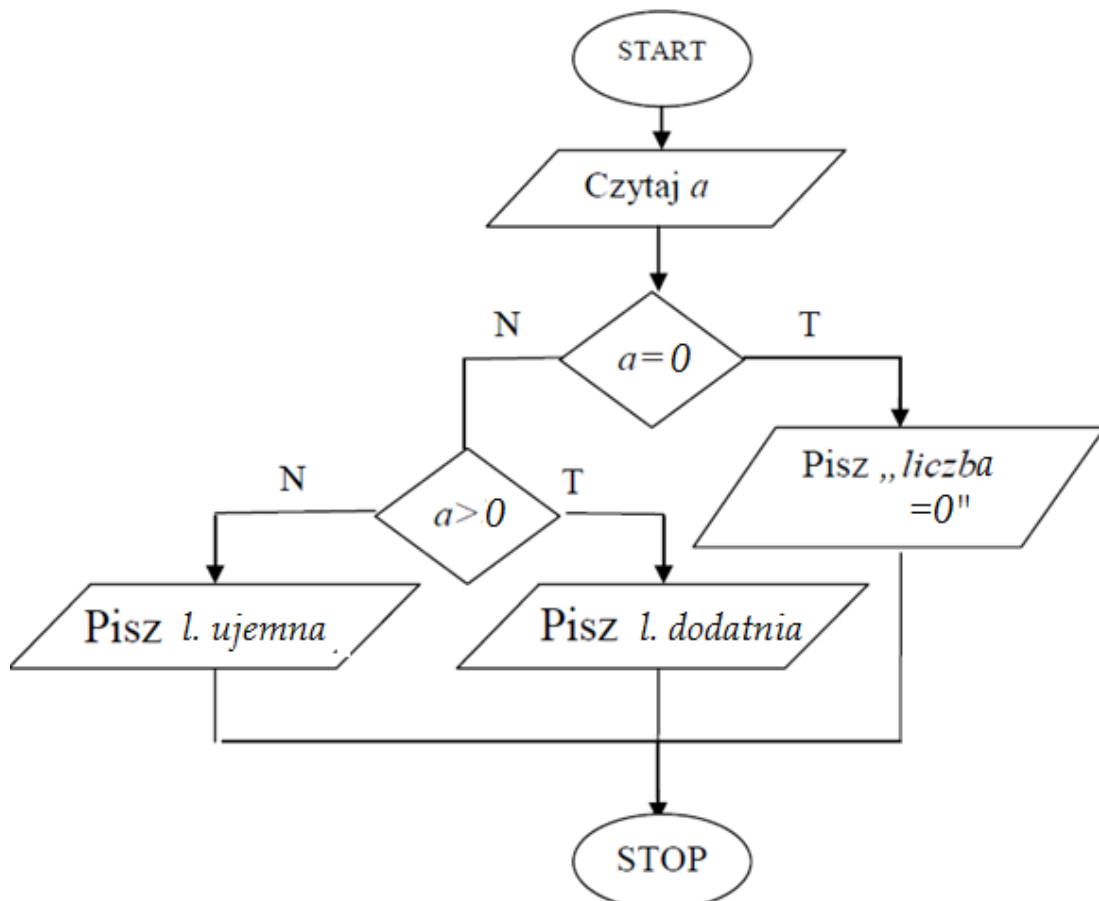 START
Czytaj a
N
T
a=0
Pisz „liczba
=0"
N
T
a>0
Pisz l. ujemna
Pisz l. dodatnia
STOP